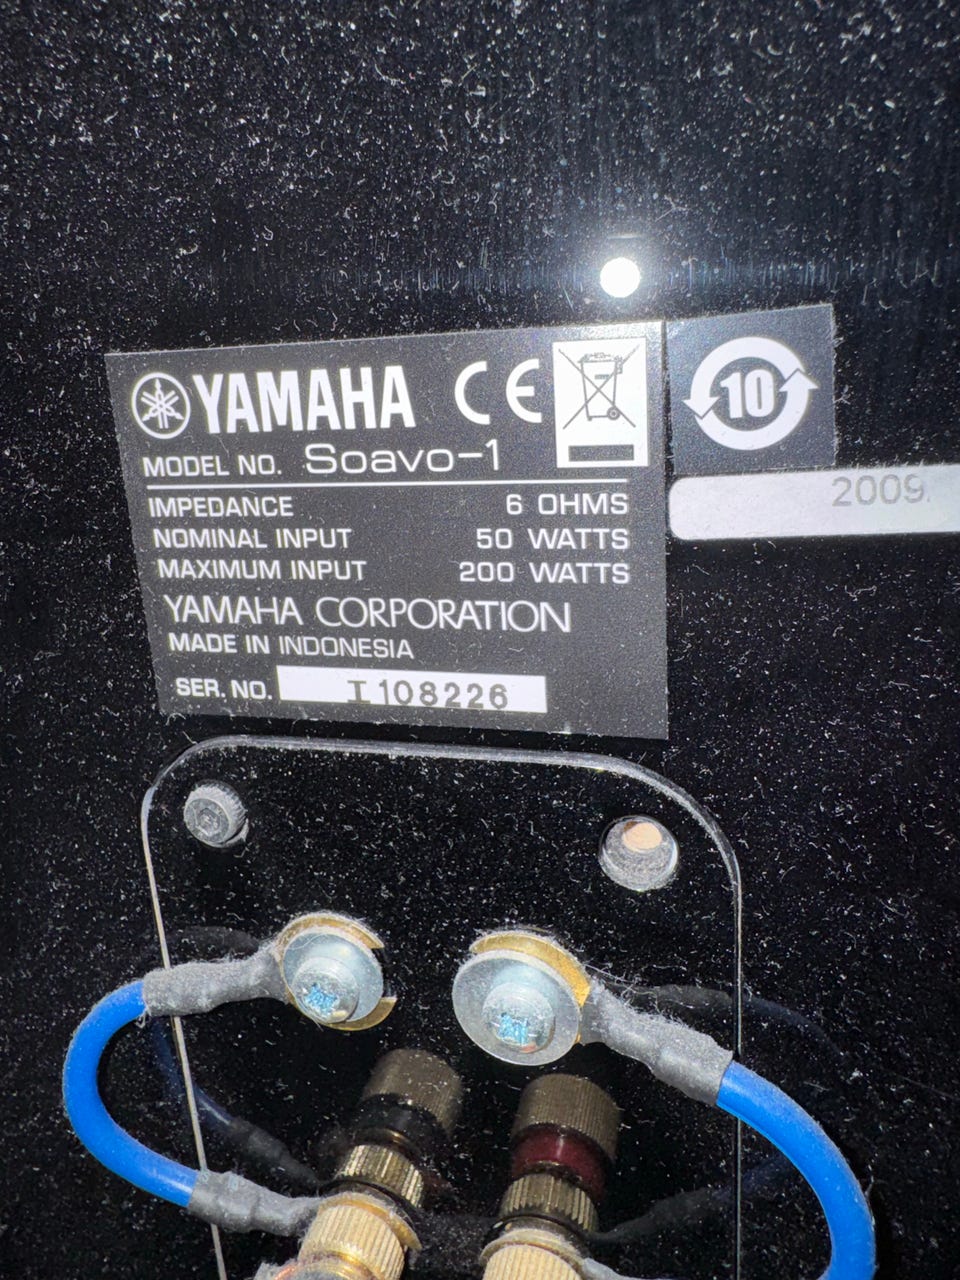 YAMAHA CE
MODEL NO. Soavo-1
IMPEDANCE 6 OHMS
NOMINAL INPUT 50 WATTS
MAXIMUM INPUT 200 WATTS
YAMAHA CORPORATION
MADE IN INDONESIA
SER. NO. I108226
10
2009.